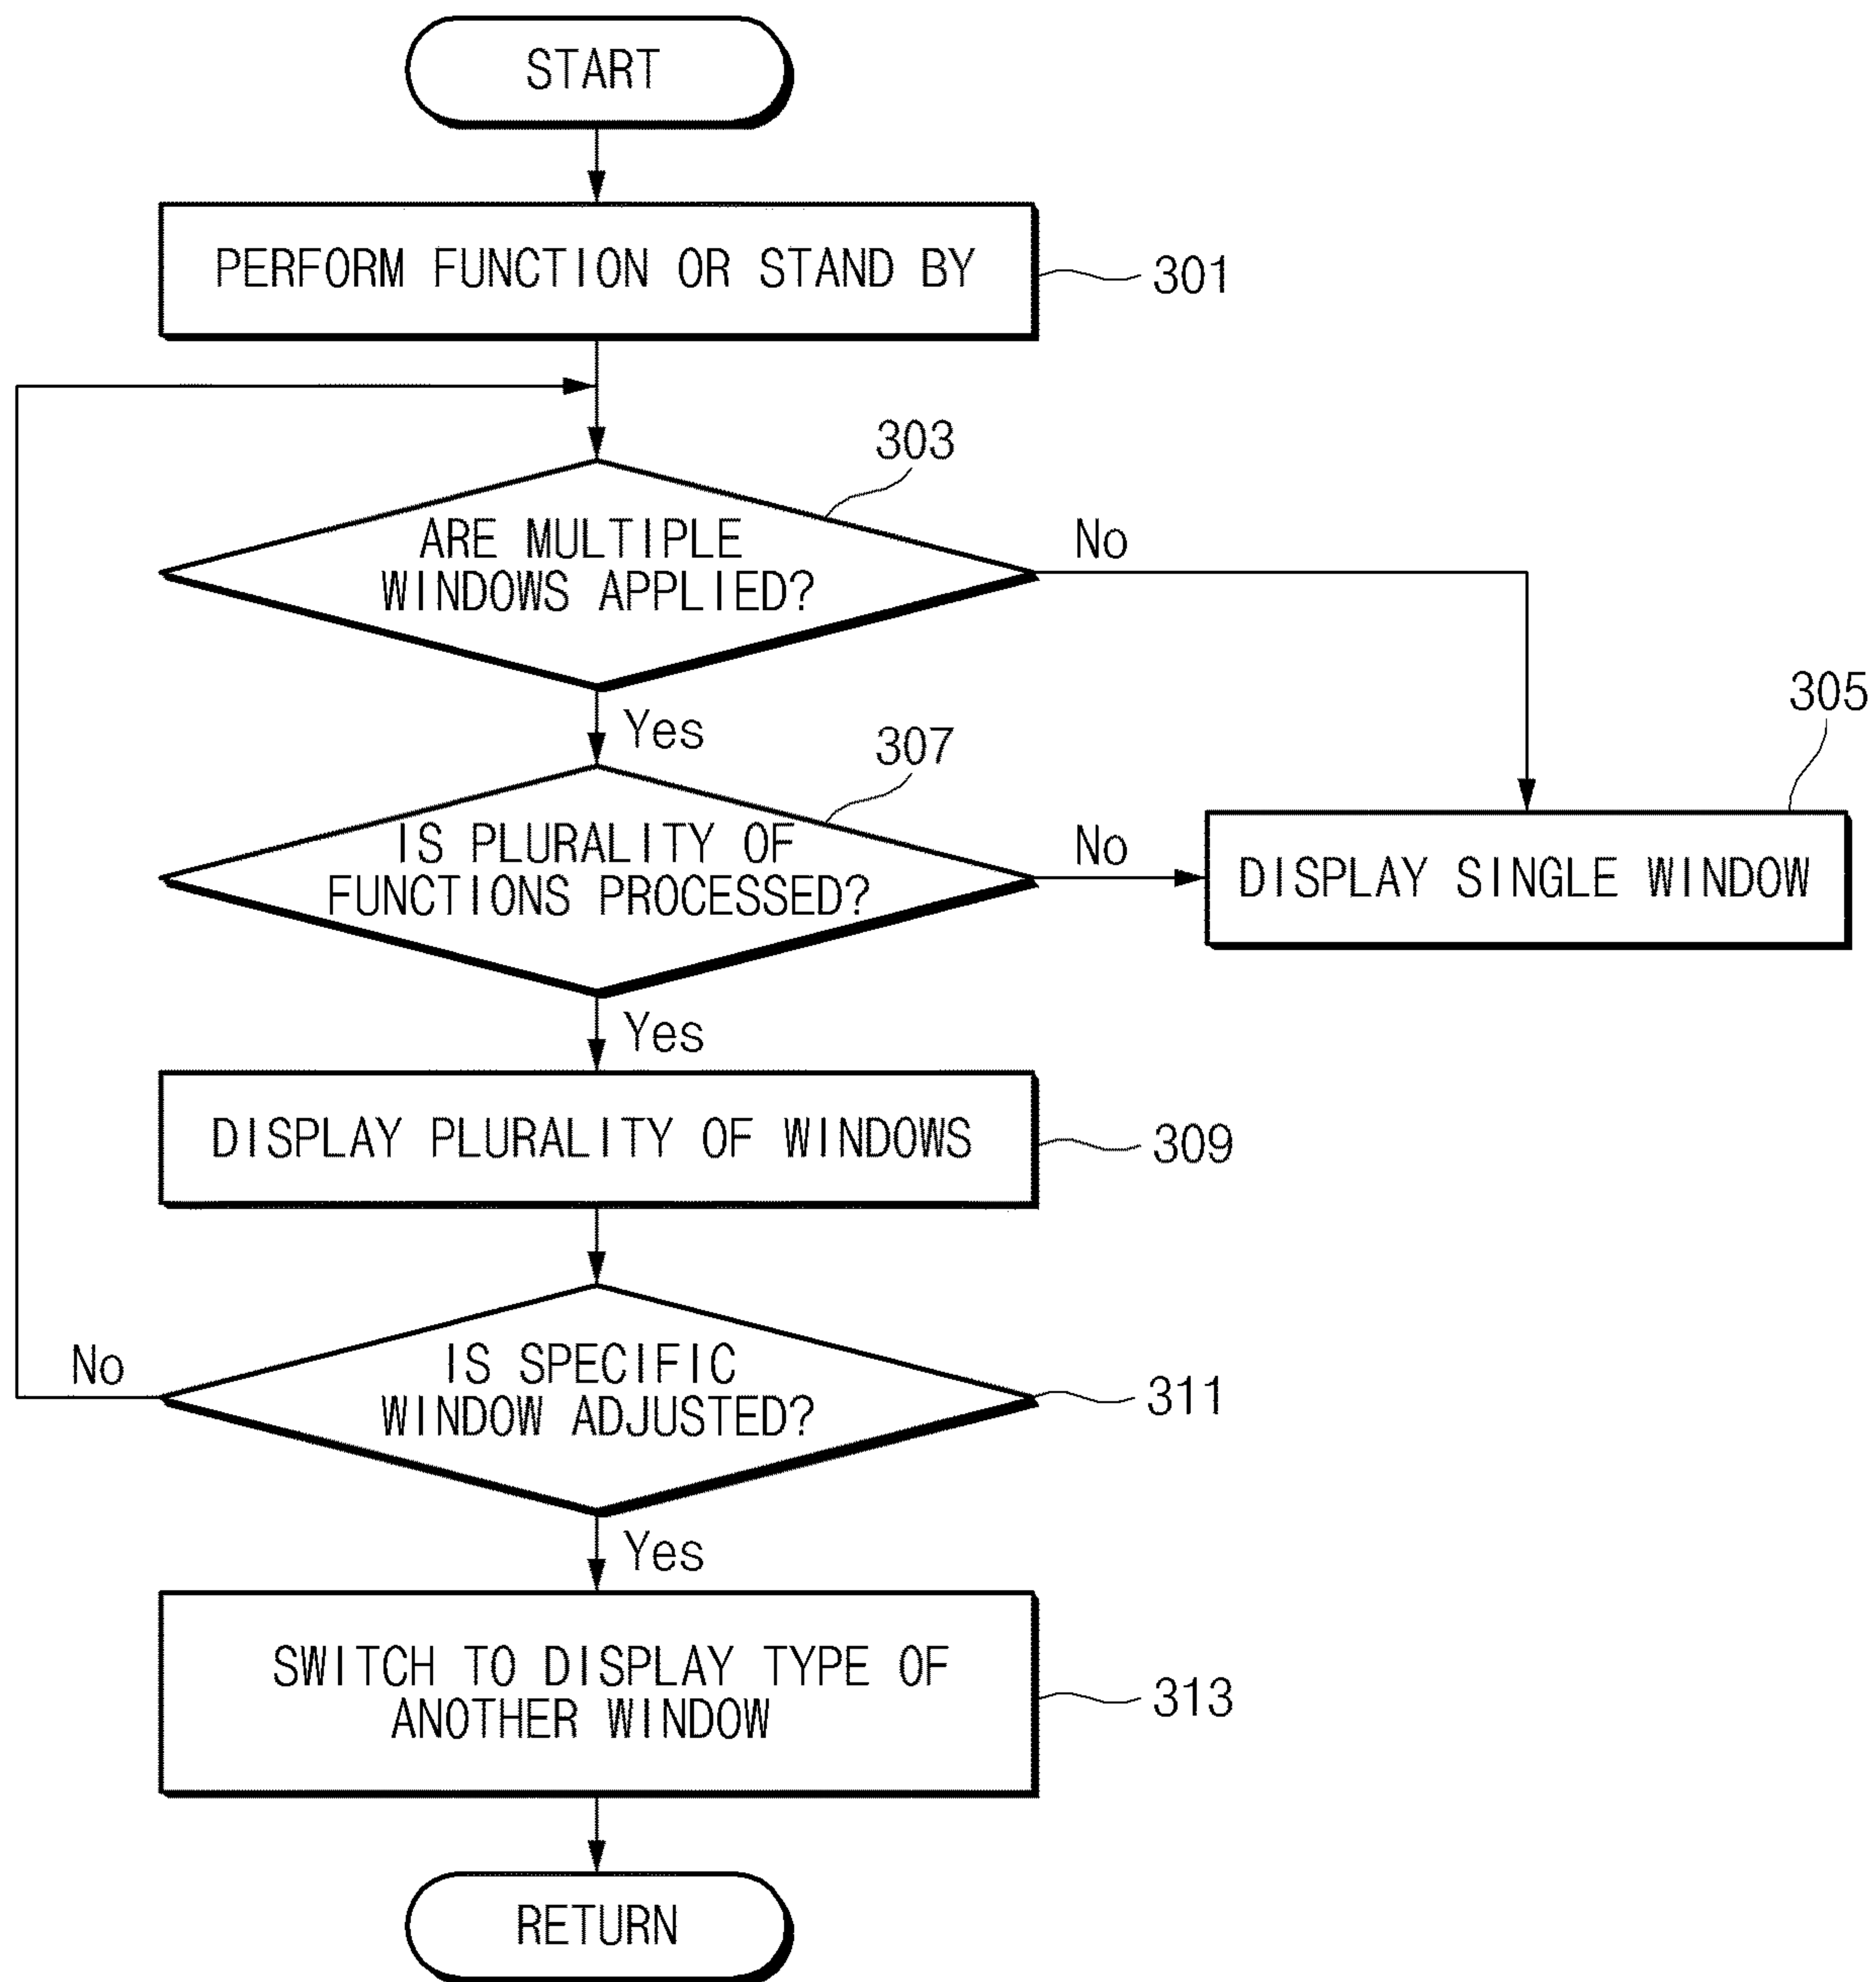 START
PERFORM FUNCTION OR STAND BY
301
303
ARE MULTIPLE
WINDOWS APPLIED?
No
Yes
305
307
IS PLURALITY OF
FUNCTIONS PROCESSED?
No
DISPLAY SINGLE WINDOW
Yes
DISPLAY PLURALITY OF WINDOWS
309
No
IS SPECIFIC
WINDOW ADJUSTED?
311
Yes
SWITCH TO DISPLAY TYPE OF
ANOTHER WINDOW
313
RETURN